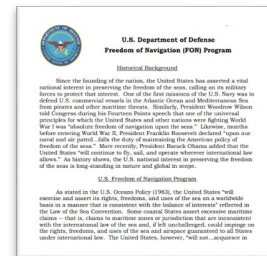 U.S. Department of Defense
Freedom of Navigation (FON) Program
Historical Background
Since the founding of the nation, the United States has asserted a vital
national interest in preserving the freedom of the seas, calling on its military
forces to protect that interest. One of the first missions of the U.S. Navy was to
defend U.S. commercial vessels in the Atlantic Ocean and Mediterranean Sea
from pirates and other maritime threats. Similarly, President Woodrow Wilson
told Congress during his Fourteen Points speech that one of the universal
principles for which the United States and other nations were fighting World
War I was "absolute freedom of navigation upon the seas." Likewise, months
before entering World War II, President Franklin Roosevelt declared "upon our
naval and air patrol...falls the duty of maintaining the American policy of
freedom of the seas." More recently, President Barack Obama added that the
United States "will continue to fly, sail, and operate wherever international law
allows." As history shows, the U.S. national interest in preserving the freedom
of the seas is long-standing in nature and global in scope.
U.S. Freedom of Navigation Program
As stated in the U.S. Oceans Policy (1983), the United States "will
exercise and assert its rights, freedoms, and uses of the sea on a worldwide
basis in a manner that is consistent with the balance of interests" reflected in
the Law of the Sea Convention. Some coastal States assert excessive maritime
claims -- that is, claims to maritime zones or jurisdiction that are inconsistent
with the international law of the sea and, if left unchallenged, could impinge on
the rights, freedoms, and uses of the sea and airspace guaranteed to all States
under international law. The United States, however, "will not...acquiesce in